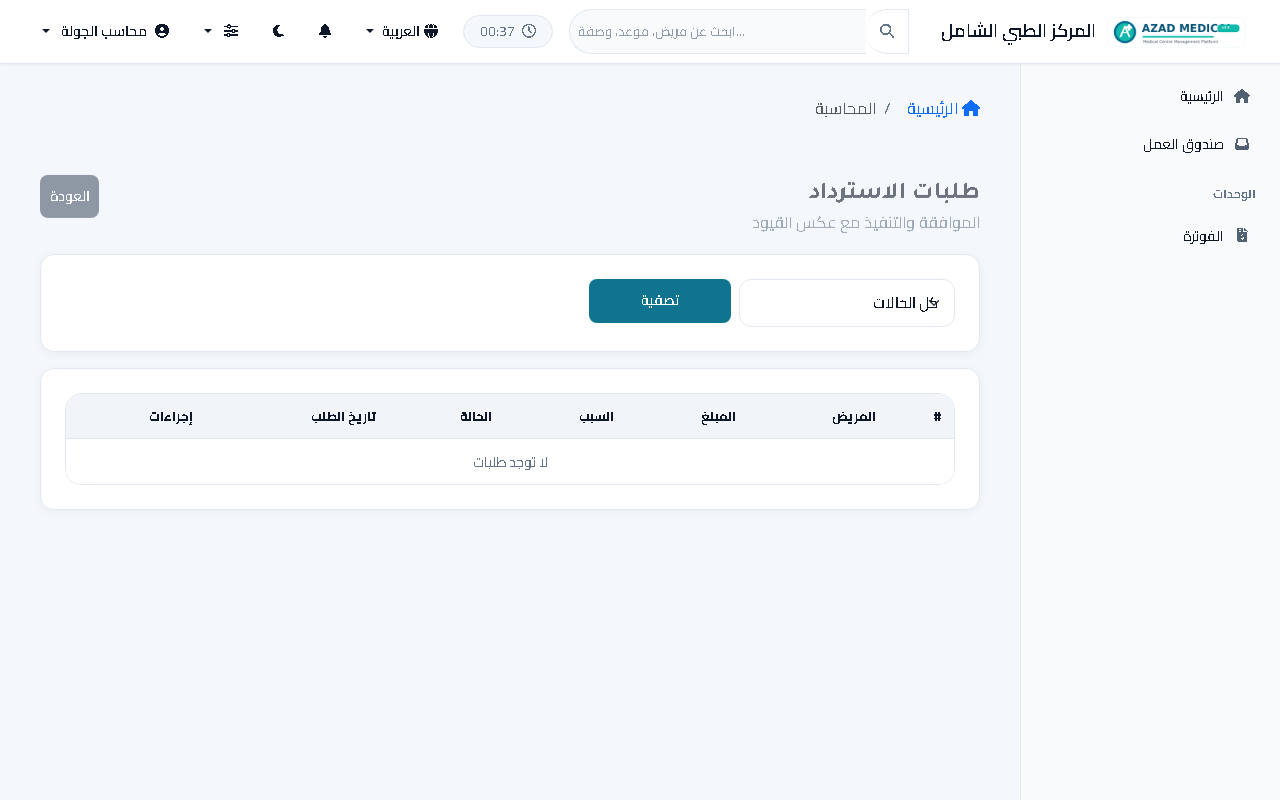 AZAD MEDIC
Medical Centre Management Platform
المركز الطبي الشامل
ابحث عن مريض، موعد، وصفة...
00:37
العربية
محاسب الجولة
الرئيسية
صندوق العمل
الوحدات
الفوترة
الرئيسية / المحاسبة
طلبات الاسترداد
العودة
الموافقة والتنفيذ مع عكس القيود
كل الحالات
تصفية
# المريض المبلغ السبب الحالة تاريخ الطلب إجراءات
لا توجد طلبات